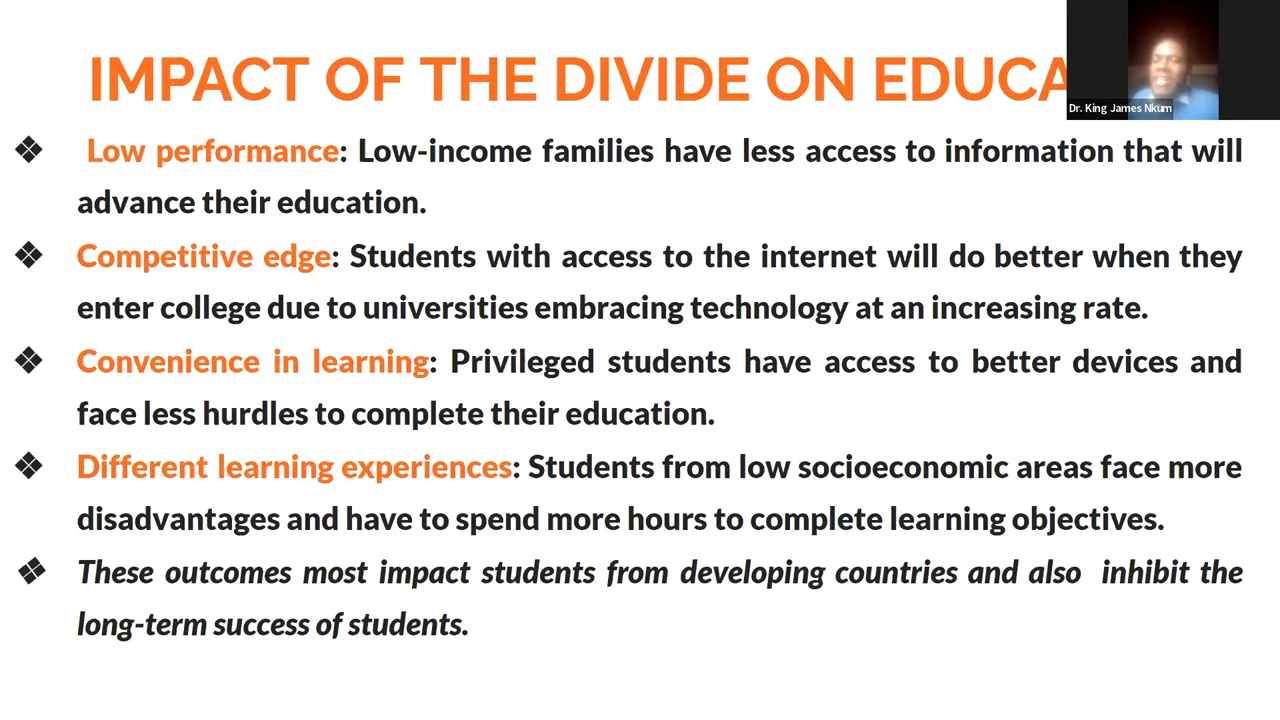 IMPACT OF THE DIVIDE ON EDUCA
Dr. King James Nkum
❖ Low performance: Low-income families have less access to information that will
advance their education.
❖ Competitive edge: Students with access to the internet will do better when they
enter college due to universities embracing technology at an increasing rate.
❖ Convenience in learning: Privileged students have access to better devices and
face less hurdles to complete their education.
❖ Different learning experiences: Students from low socioeconomic areas face more
disadvantages and have to spend more hours to complete learning objectives.
❖ These outcomes most impact students from developing countries and also inhibit the
long-term success of students.